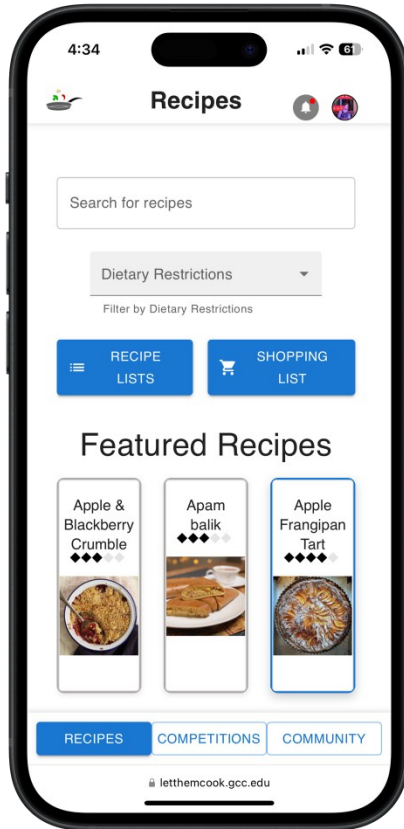 4:34
61
Recipes
Search for recipes
Dietary Restrictions
Filter by Dietary Restrictions
RECIPE
LISTS
SHOPPING
LIST
Featured Recipes
Apple &
Blackberry
Crumble
Apam
balik
Apple
Frangipan
Tart
RECIPES
COMPETITIONS
COMMUNITY
letthemcook.gcc.edu